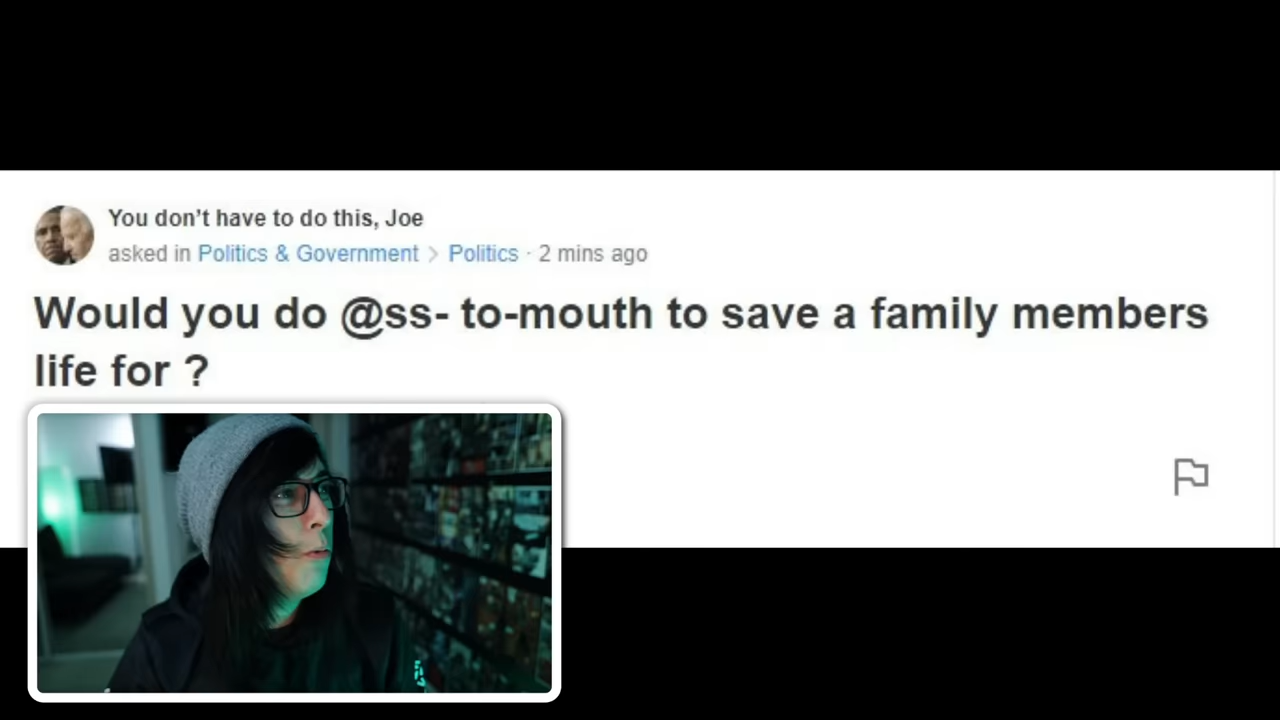 You don't have to do this, Joe
asked in Politics & Government > Politics · 2 mins ago
Would you do @ss- to-mouth to save a family members
life for ?